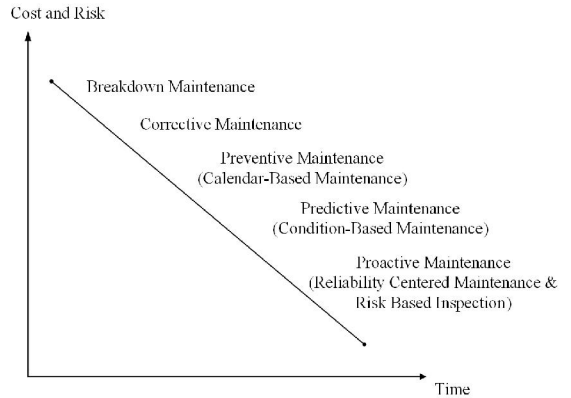 Cost and Risk
Breakdown Maintenance
Corrective Maintenance
Preventive Maintenance
(Calendar-Based Maintenance)
Predictive Maintenance
(Condition-Based Maintenance)
Proactive Maintenance
(Reliability Centered Maintenance &
Risk Based Inspection)
Time